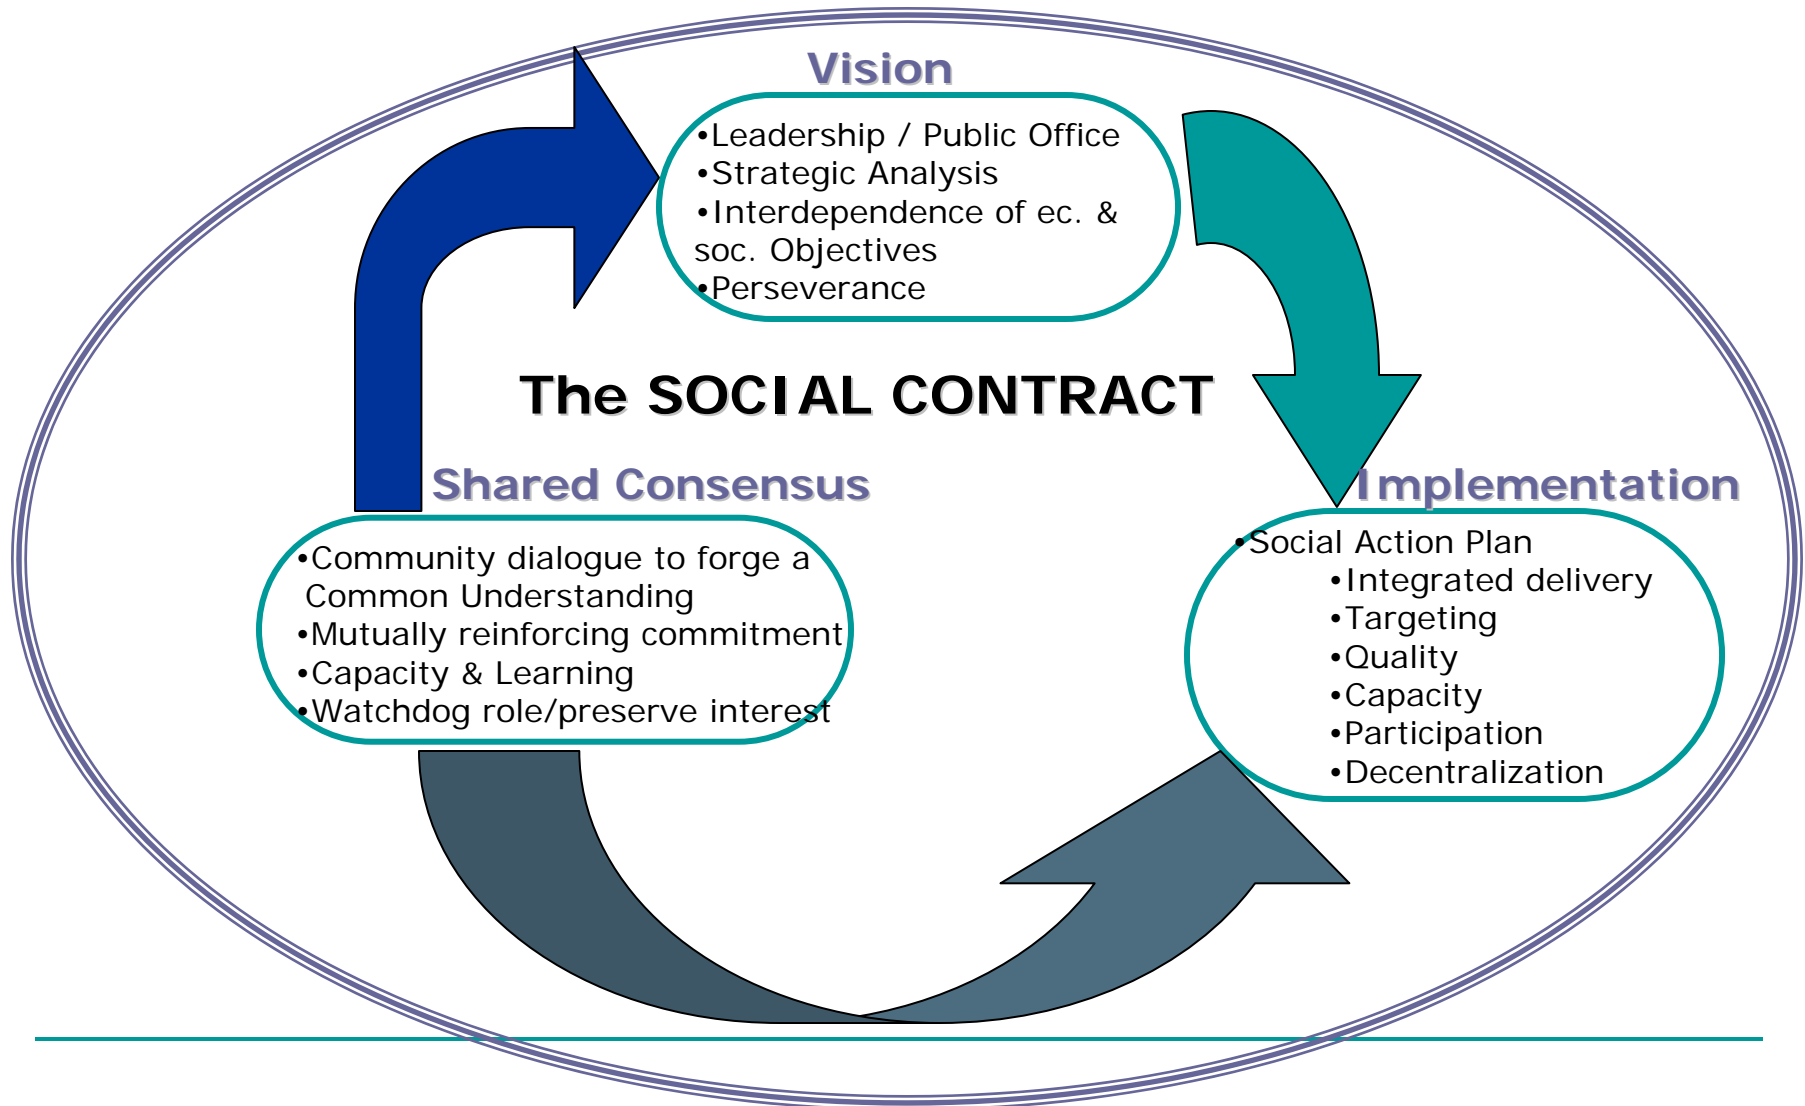 Vision
•Leadership / Public Office
•Strategic Analysis
•Interdependence of ec. &
soc. Objectives
•Perseverance
The SOCIAL CONTRACT
Shared Consensus
•Community dialogue to forge a
Common Understanding
•Mutually reinforcing commitment
•Capacity & Learning
•Watchdog role/preserve interest
Implementation
•Social Action Plan
•Integrated delivery
•Targeting
•Quality
•Capacity
•Participation
•Decentralization